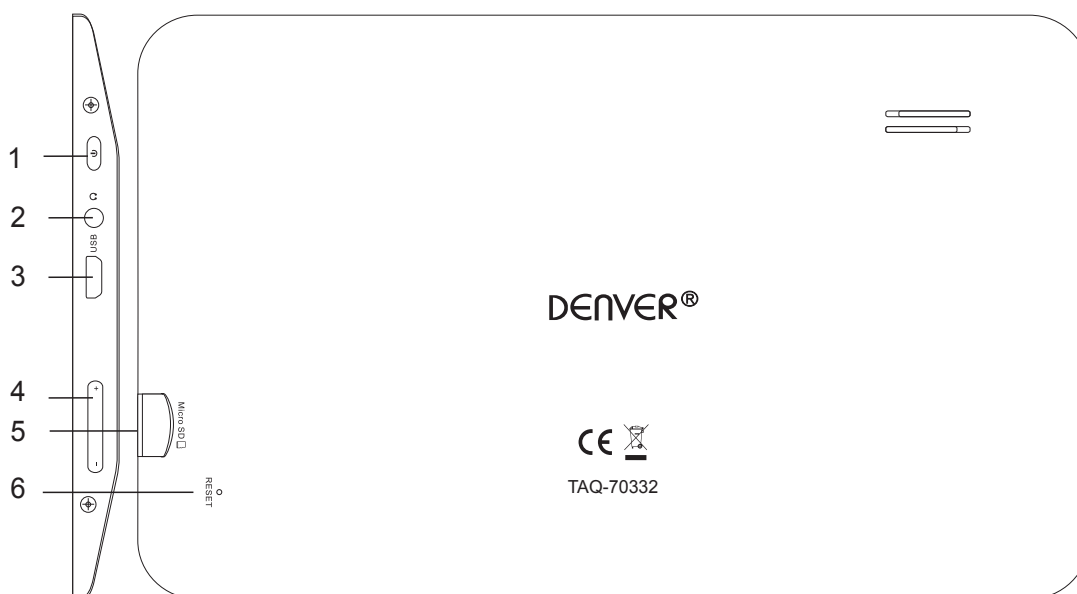 1
2
USB
3
4
+
-
5
Micro SD
6
RESET
DENVER®
CE
TAQ-70332